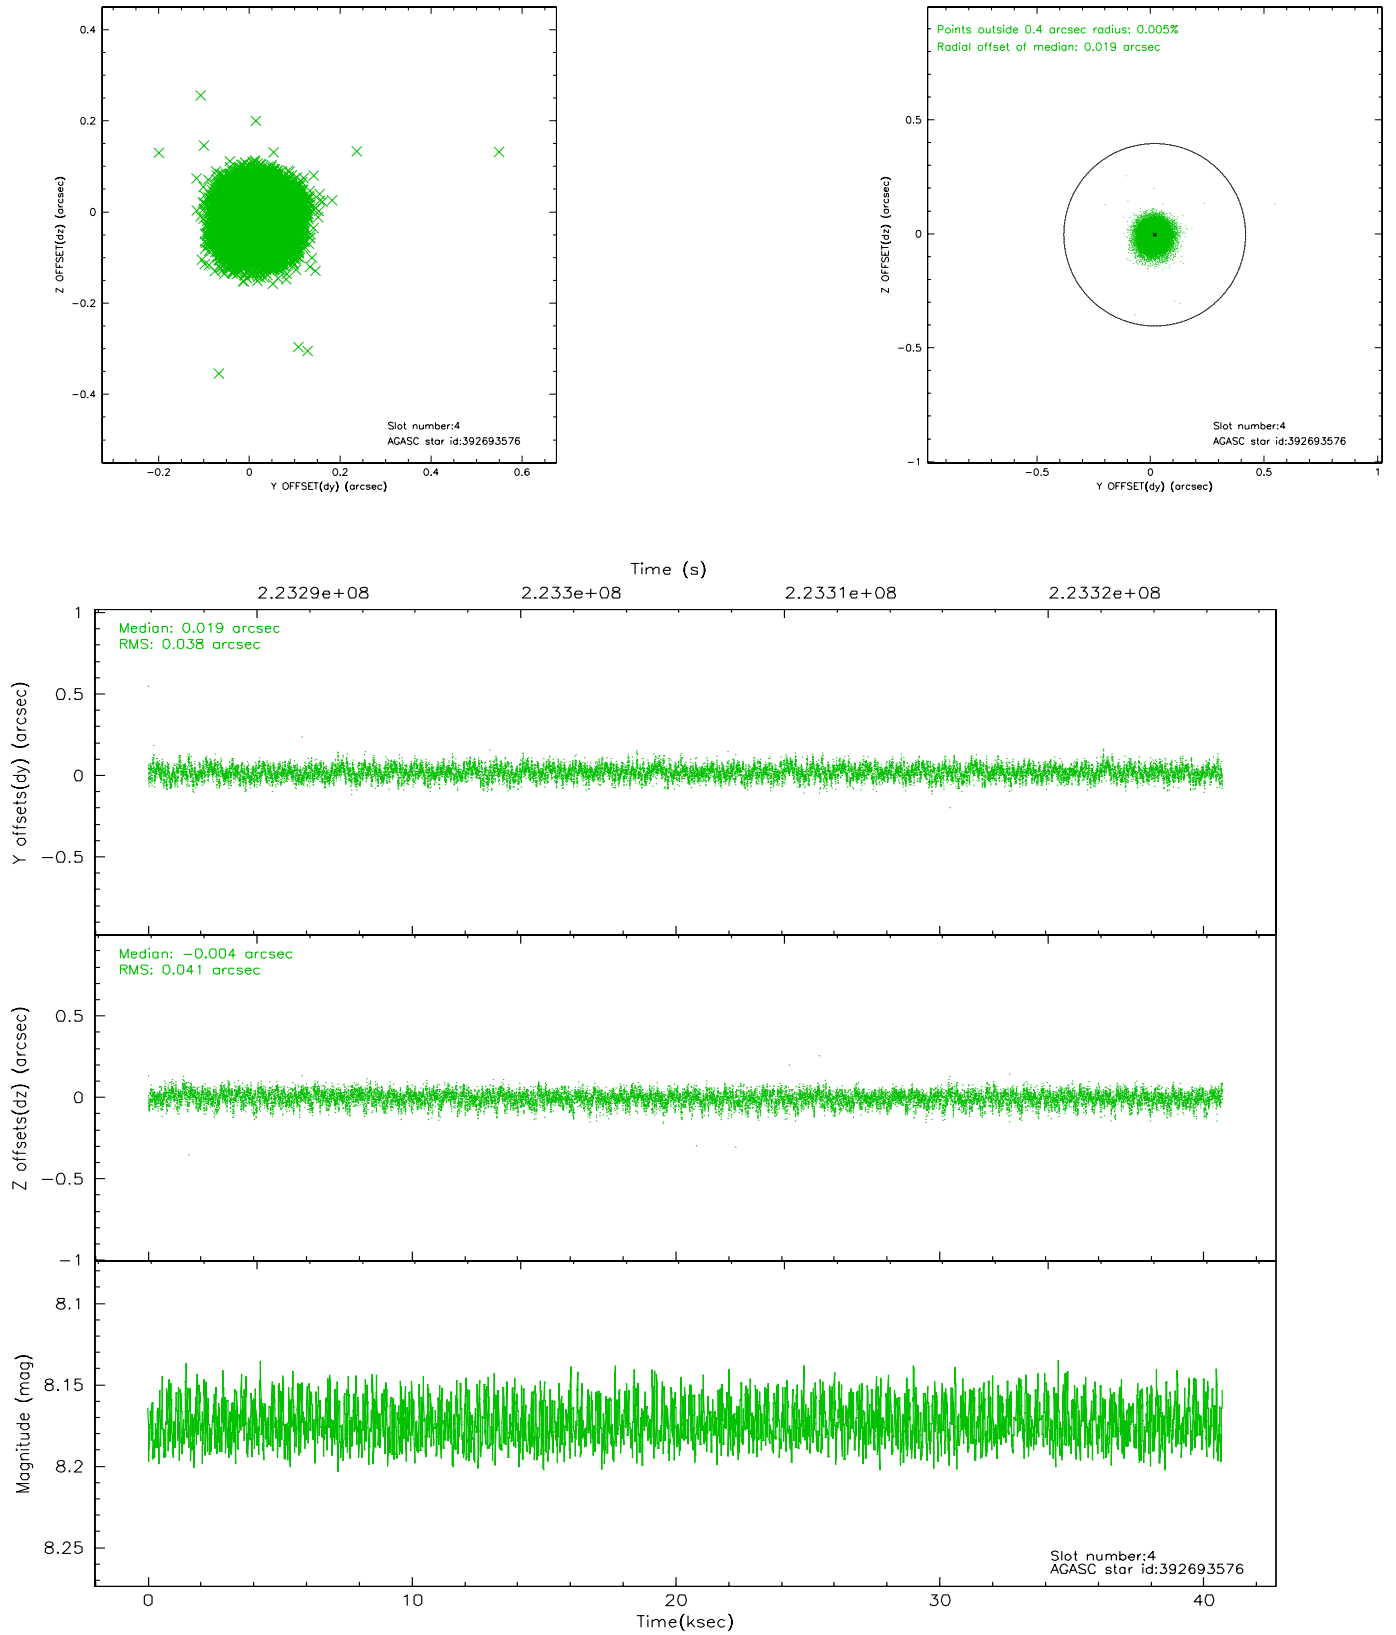 0.4
0.2
0
−0.2
−0.4
Z OFFSET(dz) (arcsec)
Slot number:4
AGASC star id:392693576
−0.2 0 0.2 0.4 0.6
Y OFFSET(dy) (arcsec)
Points outside 0.4 arcsec radius: 0.005%
Radial offset of median: 0.019 arcsec
0.5
0
−0.5
−1
Z OFFSET(dz) (arcsec)
Slot number:4
AGASC star id:392693576
−0.5 0 0.5 1
Y OFFSET(dy) (arcsec)
Time (s)
2.2329e+08 2.233e+08 2.2331e+08 2.2332e+08
Median: 0.019 arcsec
RMS: 0.038 arcsec
1
0.5
0
−0.5
Y offsets(dy) (arcsec)
Median: −0.004 arcsec
RMS: 0.041 arcsec
0.5
0
−0.5
−1
Z offsets(dz) (arcsec)
8.1
8.15
8.2
8.25
Magnitude (mag)
Slot number:4
AGASC star id:392693576
0 10 20 30 40
Time(ksec)